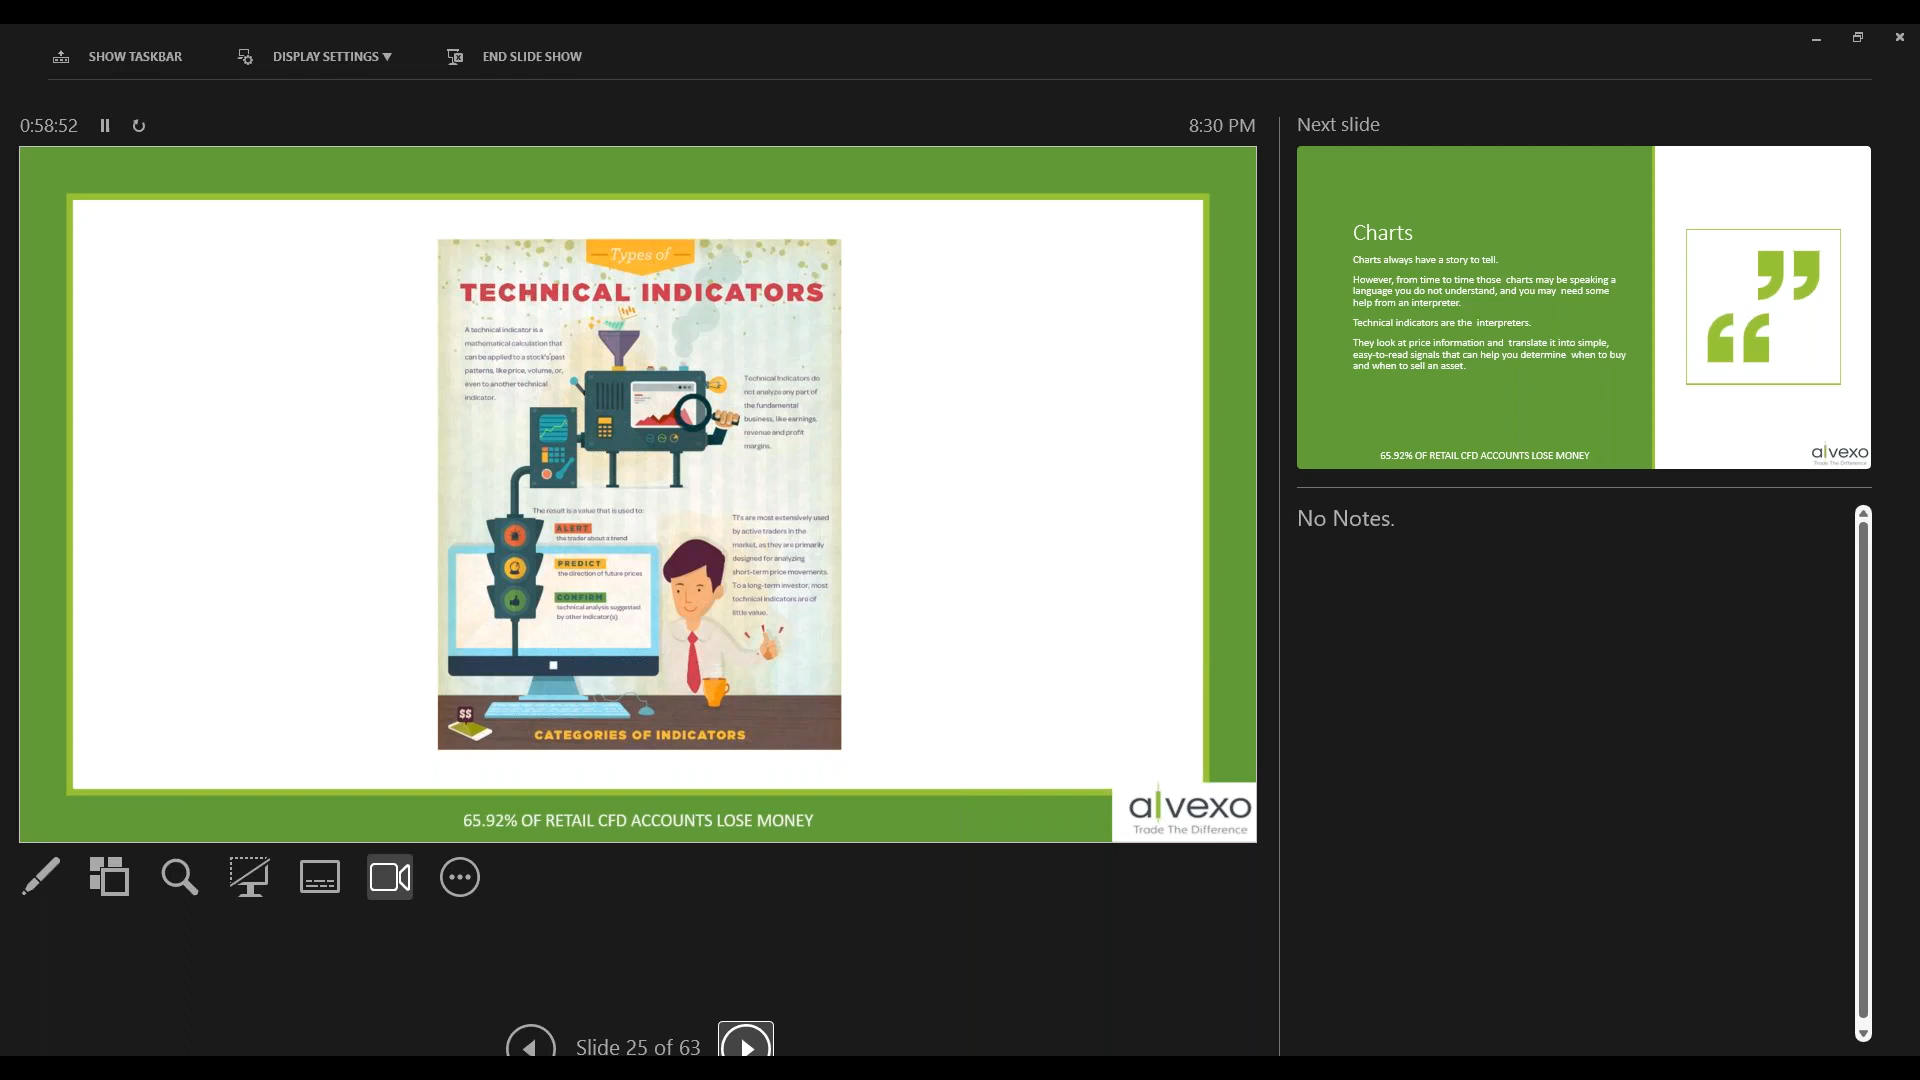 SHOW TASKBAR
DISPLAY SETTINGS
END SLIDE SHOW
0:58:52
8:30 PM
Types of
TECHNICAL INDICATORS
A technical indicator is a
mathematical calculation that
can be applied to a stock's past
patterns, like price, volume, or,
even to another technical
indicator.
Technical Indicators do
not analyze any part of
the fundamental
business, like earnings,
revenue and profit
margins.
The result is a value that is used to:
ALERT
the trader about a trend
PREDICT
the direction of future prices
CONFIRM
technical analysis suggested
by other indicator(s)
TI's are most extensively used
by active traders in the
market, as they are primarily
designed for analyzing
short-term price movements.
To a long-term investor, most
technical indicators are of
little value.
$$
CATEGORIES OF INDICATORS
65.92% OF RETAIL CFD ACCOUNTS LOSE MONEY
alvexo
Trade The Difference
Slide 25 of 63
Next slide
Charts
Charts always have a story to tell.
However, from time to time those charts may be speaking a
language you do not understand, and you may need some
help from an interpreter.
Technical indicators are the interpreters.
They look at price information and translate it into simple,
easy-to-read signals that can help you determine when to buy
and when to sell an asset.
65.92% OF RETAIL CFD ACCOUNTS LOSE MONEY
alvexo
Trade The Difference
No Notes.